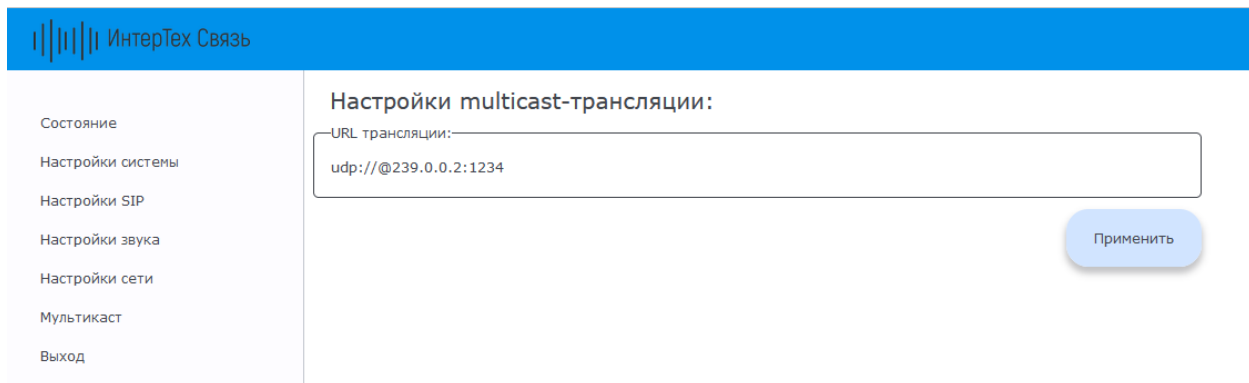 ИнтерТех Связь
Состояние
Настройки системы
Настройки SIP
Настройки звука
Настройки сети
Мультикаст
Выход
Настройки multicast-трансляции:
URL трансляции:
udp://@239.0.0.2:1234
Применить